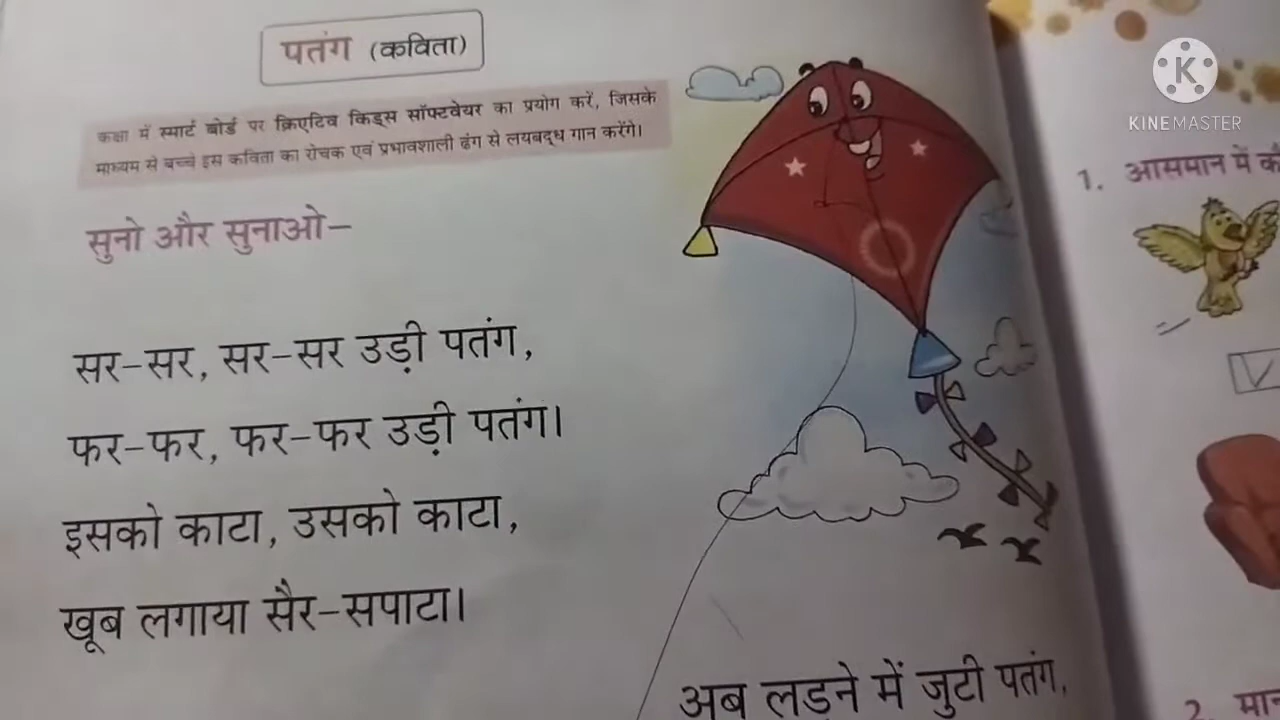 पतंग (कविता)
कक्षा में स्मार्ट बोर्ड पर क्रिएटिव किड्स सॉफ्टवेयर का प्रयोग करें, जिसके
माध्यम से बच्चे इस कविता का रोचक एवं प्रभावशाली ढंग से लयबद्ध गान करेंगे।
सुनो और सुनाओ–
सर–सर, सर–सर उड़ी पतंग,
फर–फर, फर–फर उड़ी पतंग।
इसको काटा, उसको काटा,
खूब लगाया सैर–सपाटा।
अब लड़ने में जुटी पतंग,
K
KINEMASTER
1. आसमान में
2.